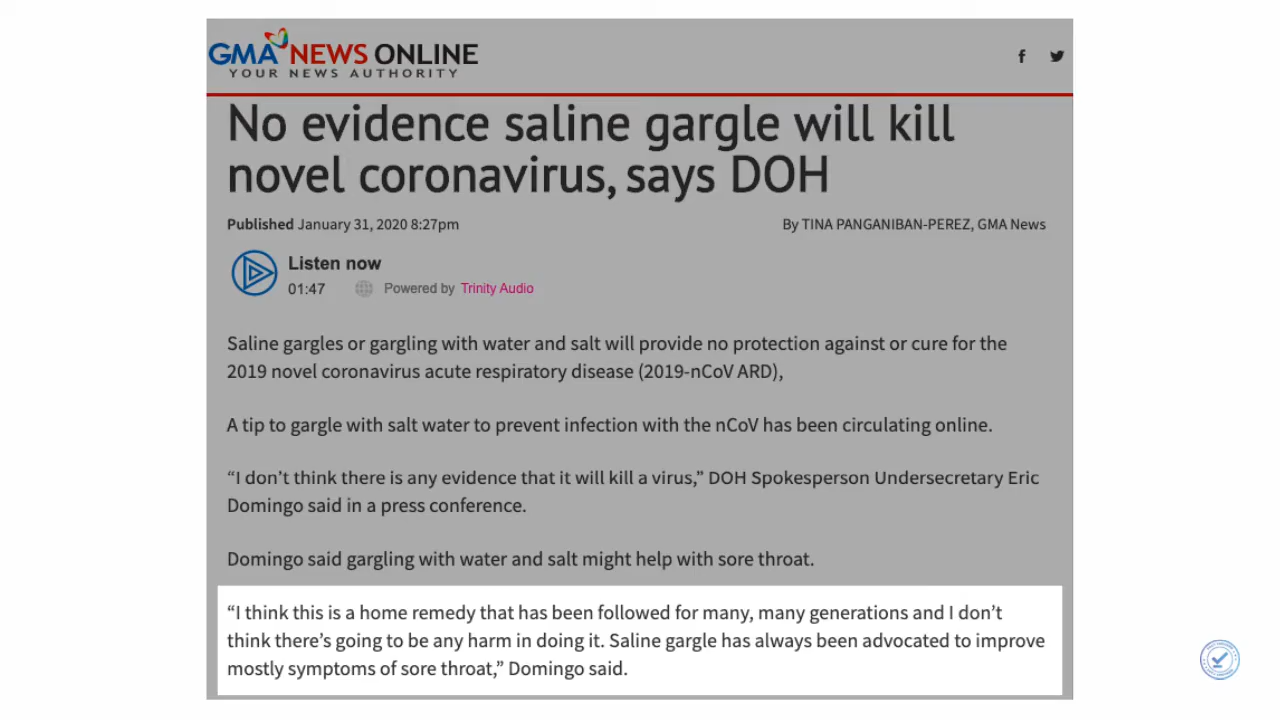 GMA NEWS ONLINE
YOUR NEWS AUTHORITY
No evidence saline gargle will kill
novel coronavirus, says DOH
Published January 31, 2020 8:27pm
By TINA PANGANIBAN-PEREZ, GMA News
Listen now
01:47 Powered by Trinity Audio
Saline gargles or gargling with water and salt will provide no protection against or cure for the
2019 novel coronavirus acute respiratory disease (2019-nCoV ARD),
A tip to gargle with salt water to prevent infection with the nCoV has been circulating online.
“I don’t think there is any evidence that it will kill a virus,” DOH Spokesperson Undersecretary Eric
Domingo said in a press conference.
Domingo said gargling with water and salt might help with sore throat.
“I think this is a home remedy that has been followed for many, many generations and I don’t
think there’s going to be any harm in doing it. Saline gargle has always been advocated to improve
mostly symptoms of sore throat,” Domingo said.